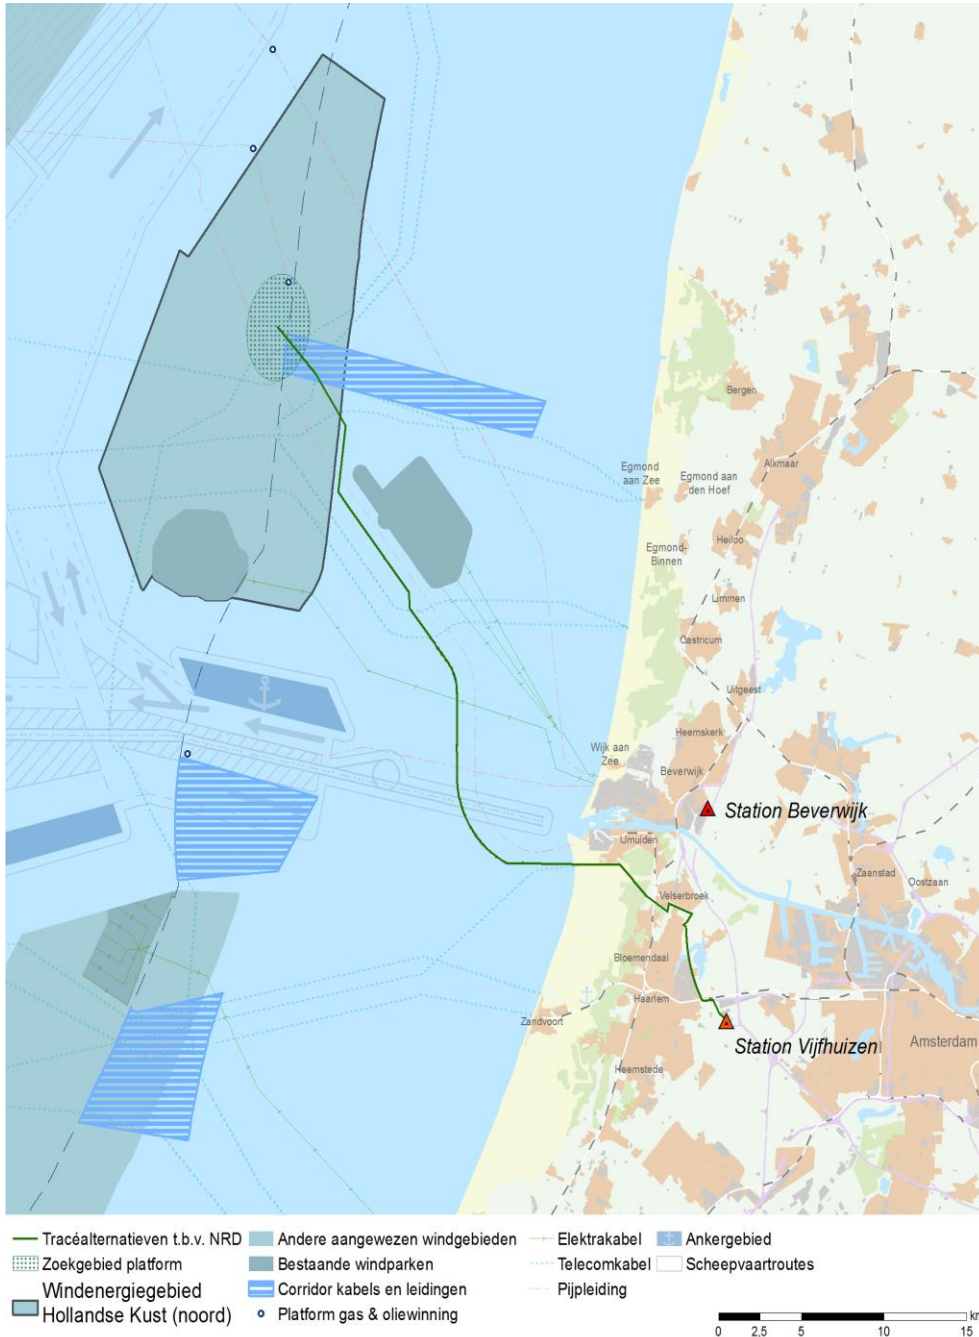 Bergen
Egmond
aan Zee
Egmond aan
den Hoef
Alkmaar
Heiloo
Egmond-
Binnen
Limmen
Castricum
Uitgeest
Heemskerk
Wijk aan
Zee
Beverwijk
Station Beverwijk
IJmuiden
Zaanstad
Oostzaan
Velserbroek
Bloemendaal
Haarlem
Zandvoort
Station Vijfhuizen
Amsterdam
Heemstede
Tracéalternatieven t.b.v. NRD
Zoekgebied platform
Windenergiegebied
Hollandse Kust (noord)
Andere aangewezen windgebieden
Bestaande windparken
Corridor kabels en leidingen
Platform gas & oliewinning
Elektrakabel
Telecomkabel
Pijpleiding
Ankergebied
Scheepvaartroutes
km
0 2.5 5 10 15